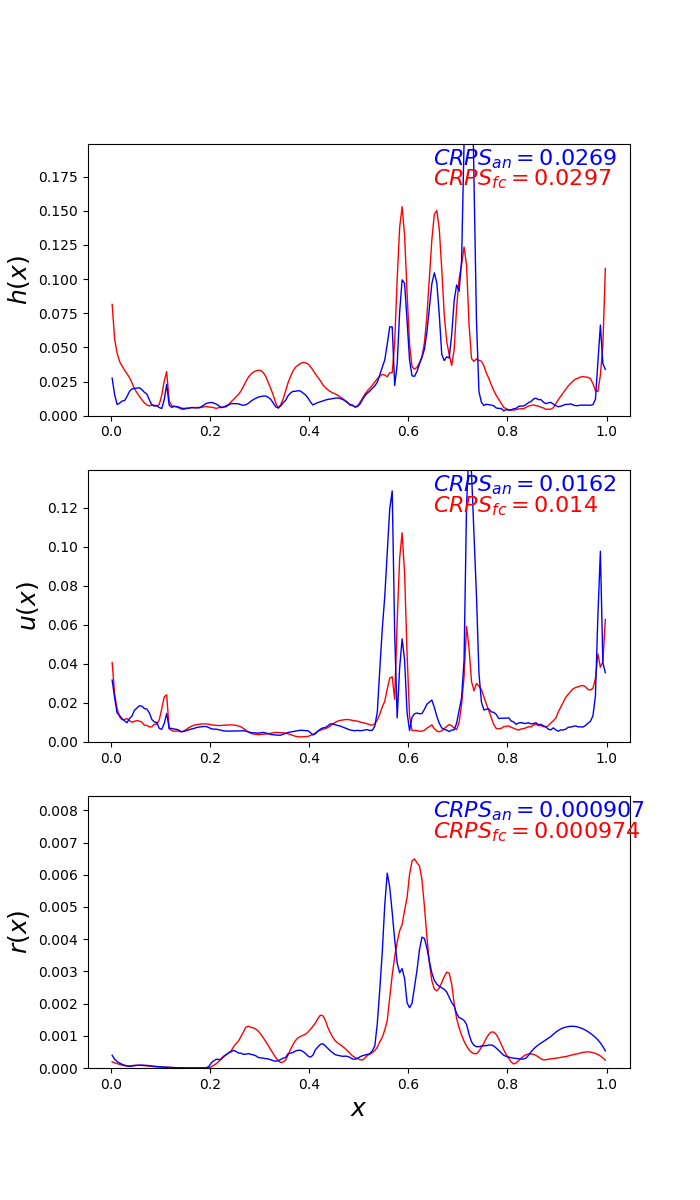 CRPS_an = 0.0269
CRPS_fc = 0.0297
0.175
0.150
0.125
0.100
0.075
0.050
0.025
0.000
h(x)
0.0 0.2 0.4 0.6 0.8 1.0
CRPS_an = 0.0162
CRPS_fc = 0.014
0.12
0.10
0.08
0.06
0.04
0.02
0.00
u(x)
0.0 0.2 0.4 0.6 0.8 1.0
CRPS_an = 0.000907
CRPS_fc = 0.000974
0.008
0.007
0.006
0.005
0.004
0.003
0.002
0.001
0.000
r(x)
0.0 0.2 0.4 0.6 0.8 1.0
x